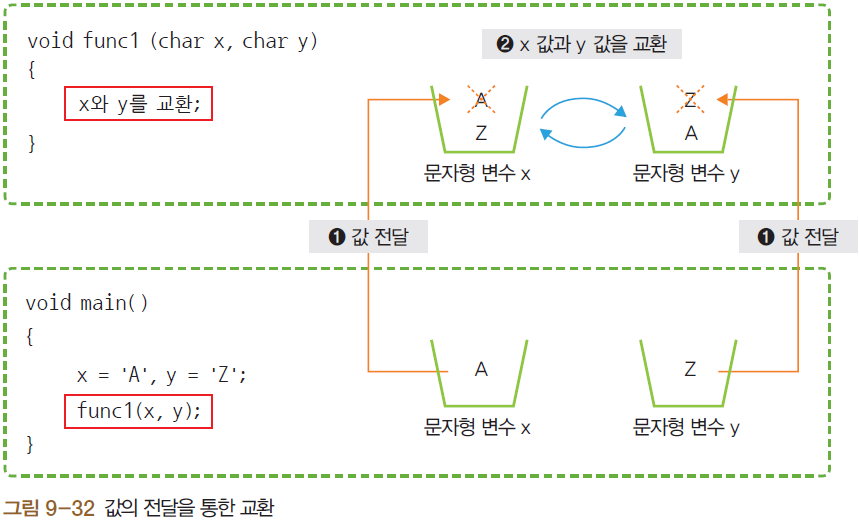 void func1 (char x, char y)
{
x와 y를 교환;
}
❷ x 값과 y 값을 교환
A
Z
Z
A
문자형 변수 x
문자형 변수 y
❶ 값 전달
❶ 값 전달
void main()
{
x = 'A', y = 'Z';
func1(x, y);
}
A
Z
문자형 변수 x
문자형 변수 y
그림 9-32 값의 전달을 통한 교환